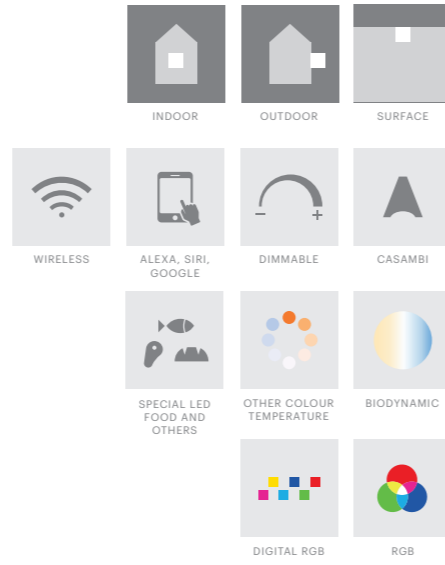 INDOOR
OUTDOOR
SURFACE
WIRELESS
ALEXA, SIRI,
GOOGLE
DIMMABLE
CASAMBI
SPECIAL LED
FOOD AND
OTHERS
OTHER COLOUR
TEMPERATURE
BIODYNAMIC
DIGITAL RGB
RGB